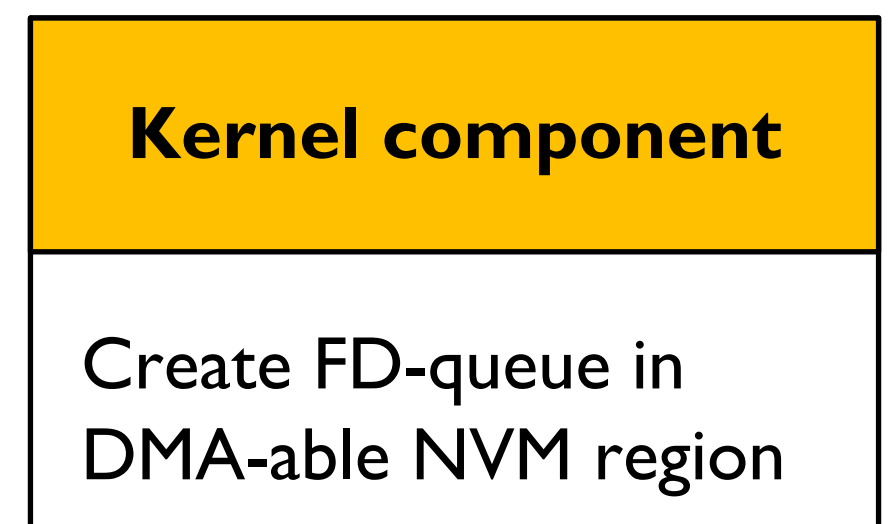 Kernel component
Create FD-queue in
DMA-able NVM region